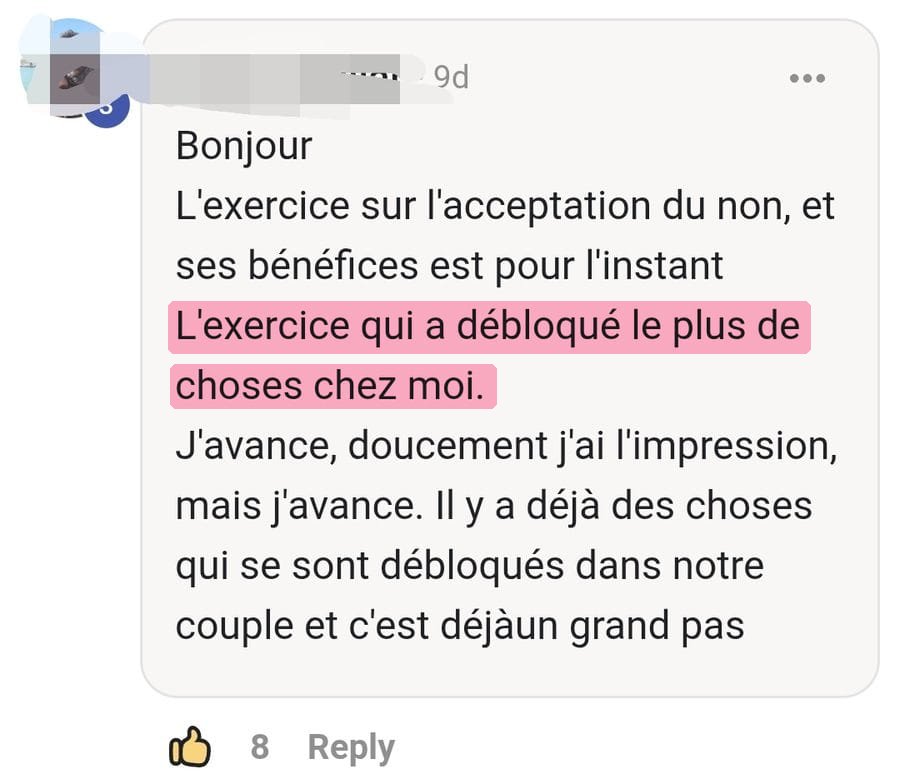 9d
Bonjour
L'exercice sur l'acceptation du non, et
ses bénéfices est pour l'instant
L'exercice qui a débloqué le plus de
choses chez moi.
J'avance, doucement j'ai l'impression,
mais j'avance. Il y a déjà des choses
qui se sont débloqués dans notre
couple et c'est déjàun grand pas
8 Reply